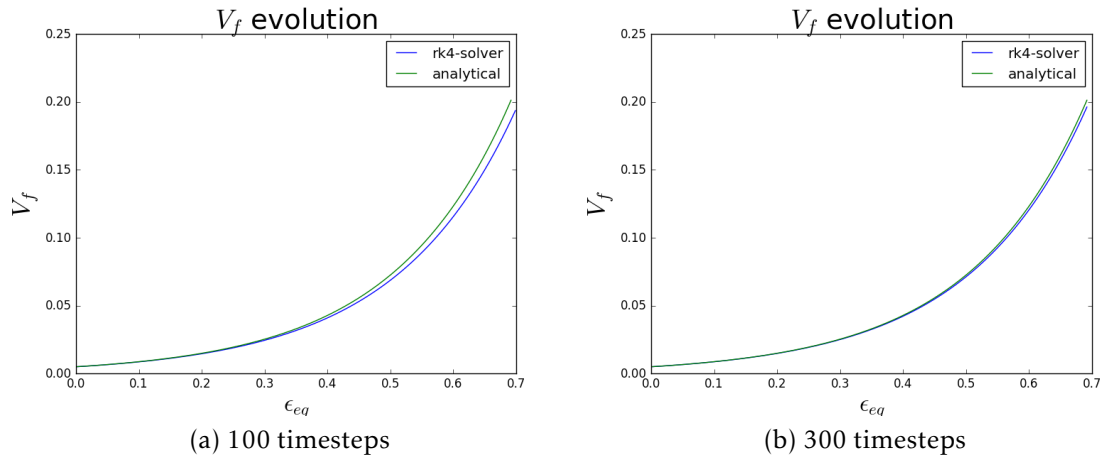 V_f evolution
rk4-solver
analytical
0.25
0.20
0.15
0.10
0.05
0.00
V_f
0.0 0.1 0.2 0.3 0.4 0.5 0.6 0.7
ϵ_eq
(a) 100 timesteps
V_f evolution
rk4-solver
analytical
0.25
0.20
0.15
0.10
0.05
0.00
V_f
0.0 0.1 0.2 0.3 0.4 0.5 0.6 0.7
ϵ_eq
(b) 300 timesteps